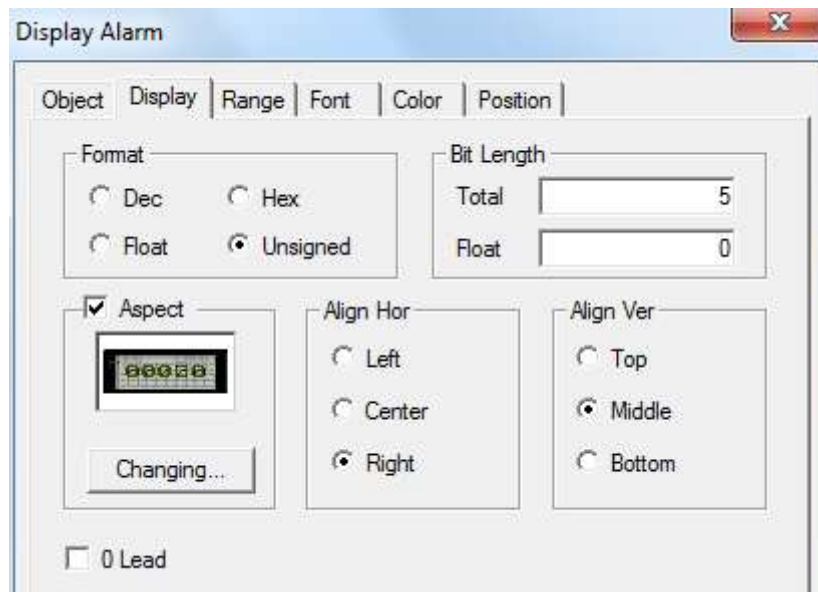 Display Alarm
Object Display Range Font Color Position
Format
Dec Hex
Float Unsigned
Bit Length
Total 5
Float 0
Aspect
Changing...
Align Hor
Left
Center
Right
Align Ver
Top
Middle
Bottom
0 Lead